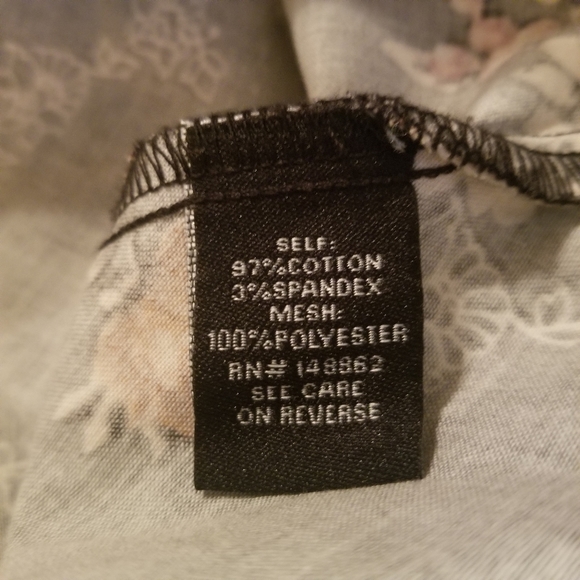 SELF:
97%COTTON
3%SPANDEX
MESH:
100%POLYESTER
RN# 148862
SEE CARE
ON REVERSE